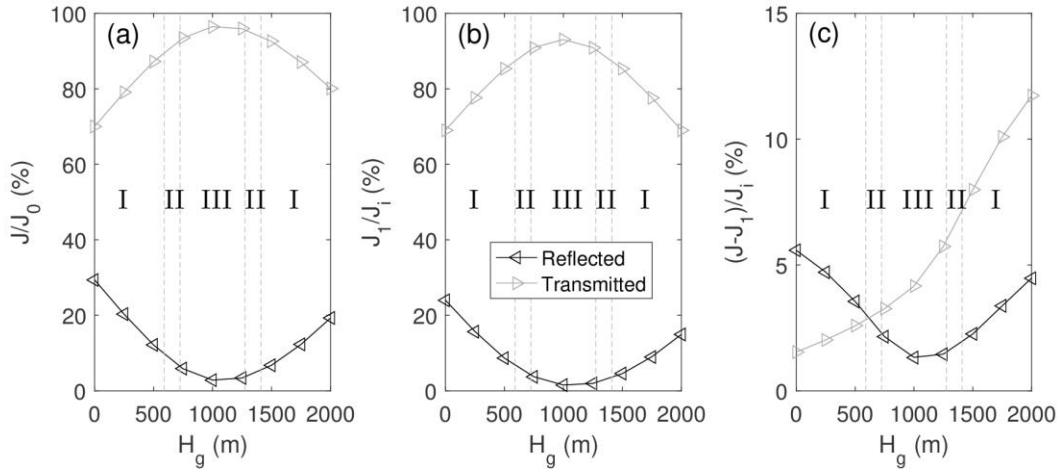 (a)
J/J0 (%)
100
80
60
40
20
0
I II III II I
0 500 1000 1500 2000
Hg (m)
(b)
J1/Ji (%)
100
80
60
40
20
0
I II III II I
Reflected
Transmitted
0 500 1000 1500 2000
Hg (m)
(c)
(J-J1)/Ji (%)
15
10
5
0
I II III II I
0 500 1000 1500 2000
Hg (m)